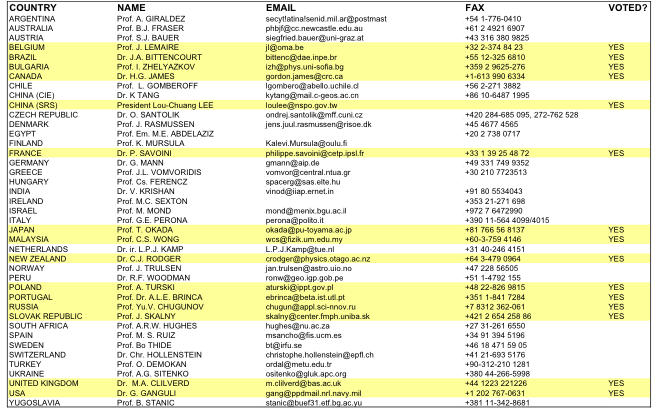 COUNTRY NAME EMAIL FAX VOTED?
ARGENTINA Prof. A. GIRALDEZ secyt!atina!senid.mil.ar@postmast +54 1-776-0410
AUSTRALIA Prof. B.J. FRASER phbjf@cc.newcastle.edu.au +61 2 4921 6907
AUSTRIA Prof. S.J. BAUER siegfried.bauer@uni-graz.at +43 316 380 9825
BELGIUM Prof. J. LEMAIRE jl@oma.be +32 2-374 84 23 YES
BRAZIL Dr. J.A. BITTENCOURT bittenc@dae.inpe.br +55 12-325 6810 YES
BULGARIA Prof. I. ZHELYAZKOV izh@phys.uni-sofia.bg +359 2 9625-276 YES
CANADA Dr. H.G. JAMES gordon.james@crc.ca +1-613 990 6334 YES
CHILE Prof. L. GOMBEROFF lgombero@abello.uchile.cl +56 2-271 3882
CHINA (CIE) Dr. K TANG kytang@mail.c-geos.ac.cn +86 10-6487 1995
CHINA (SRS) President Lou-Chuang LEE loulee@nspo.gov.tw YES
CZECH REPUBLIC Dr. O. SANTOLIK ondrej.santolik@mff.cuni.cz +420 284-685 095, 272-762 528
DENMARK Prof. J. RASMUSSEN jens.juul.rasmussen@risoe.dk +45 4677 4565
EGYPT Prof. Em. M.E. ABDELAZIZ +20 2 738 0717
FINLAND Prof. K. MURSULA Kalevi.Mursula@oulu.fi
FRANCE Dr. P. SAVOINI philippe.savoini@cetp.ipsl.fr +33 1 39 25 48 72 YES
GERMANY Dr. G. MANN gmann@aip.de +49 331 749 9352
GREECE Prof. J.L. VOMVORIDIS vomvor@central.ntua.gr +30 210 7723513
HUNGARY Prof. Cs. FERENCZ spacerg@sas.elte.hu
INDIA Dr. V. KRISHAN vinod@iiap.ernet.in +91 80 5534043
IRELAND Prof. M.C. SEXTON +353 21-271 698
ISRAEL Prof. M. MOND mond@menix.bgu.ac.il +972 7 6472990
ITALY Prof. G.E. PERONA perona@polito.it +390 11-564 4099/4015
JAPAN Prof. T. OKADA okada@pu-toyama.ac.jp +81 766 56 8137 YES
MALAYSIA Prof. C.S. WONG wcs@fizik.um.edu.my +60-3-759 4146 YES
NETHERLANDS Dr. ir. L.P.J. KAMP L.P.J.Kamp@tue.nl +31 40-246 4151
NEW ZEALAND Dr. C.J. RODGER crodger@physics.otago.ac.nz +64 3-479 0964 YES
NORWAY Prof. J. TRULSEN jan.trulsen@astro.uio.no +47 228 56505
PERU Dr. R.F. WOODMAN ronw@geo.igp.gob.pe +51 1-4792 155
POLAND Prof. A. TURSKI aturski@ippt.gov.pl +48 22-826 9815 YES
PORTUGAL Prof. Dr. A.L.E. BRINCA ebrinca@beta.ist.utl.pt +351 1-841 7284 YES
RUSSIA Prof. Yu.V. CHUGUNOV chugun@appl.sci-nnov.ru +7 8312 362-061 YES
SLOVAK REPUBLIC Prof. J. SKALNY skalny@center.fmph.uniba.sk +421 2 654 258 86 YES
SOUTH AFRICA Prof. A.R.W. HUGHES hughes@nu.ac.za +27 31-261 6550
SPAIN Prof. M. S. RUIZ msancho@fis.ucm.es +34 91 394 5196
SWEDEN Prof. Bo THIDE bt@irfu.se +46 18 471 59 05
SWITZERLAND Dr. Chr. HOLLENSTEIN christophe.hollenstein@epfl.ch +41 21-693 5176
TURKEY Prof. O. DEMOKAN ordal@metu.edu.tr +90-312-210 1281
UKRAINE Prof. A.G. SITENKO ositenko@gluk.apc.org +380 44-266-5998
UNITED KINGDOM Dr. M.A. CLILVERD m.clilverd@bas.ac.uk +44 1223 221226 YES
USA Dr. G. GANGULI gang@ppdmail.nrl.navy.mil +1 202 767-0631 YES
YUGOSLAVIA Prof. B. STANIC stanic@buef31.etf.bg.ac.yu +381 11-342-8681